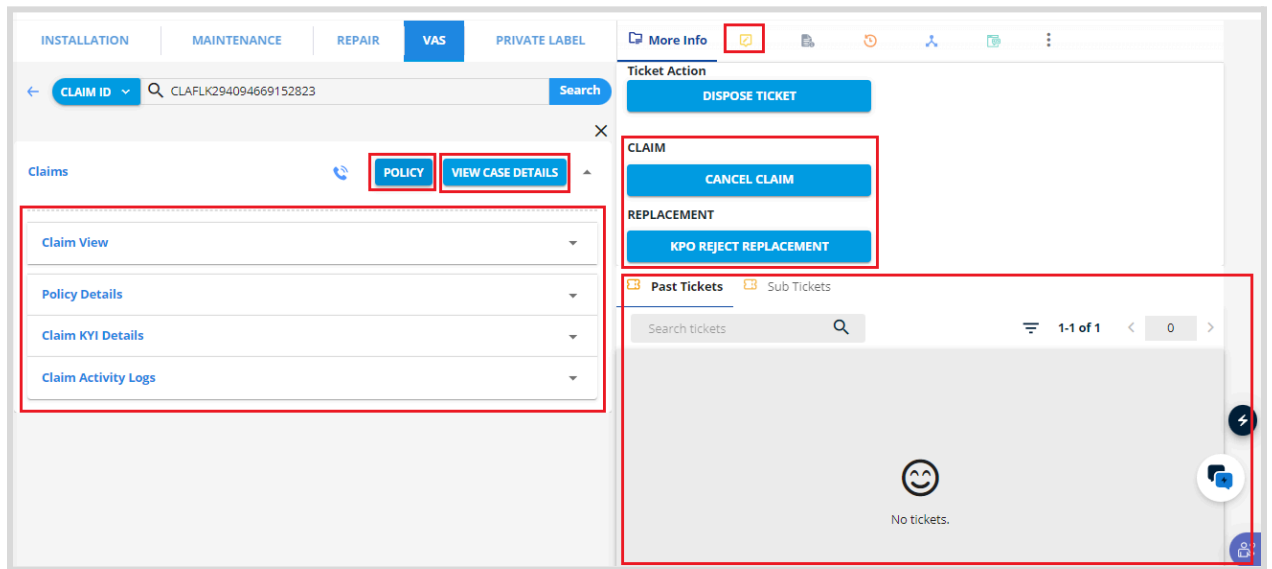 INSTALLATION MAINTENANCE REPAIR VAS PRIVATE LABEL
CLAIM ID CLAFLK294094669152823 Search
Claims POLICY VIEW CASE DETAILS
Claim View
Policy Details
Claim KYI Details
Claim Activity Logs
More Info
Ticket Action
DISPOSE TICKET
CLAIM
CANCEL CLAIM
REPLACEMENT
KPO REJECT REPLACEMENT
Past Tickets Sub Tickets
Search tickets 1-1 of 1 0
No tickets.